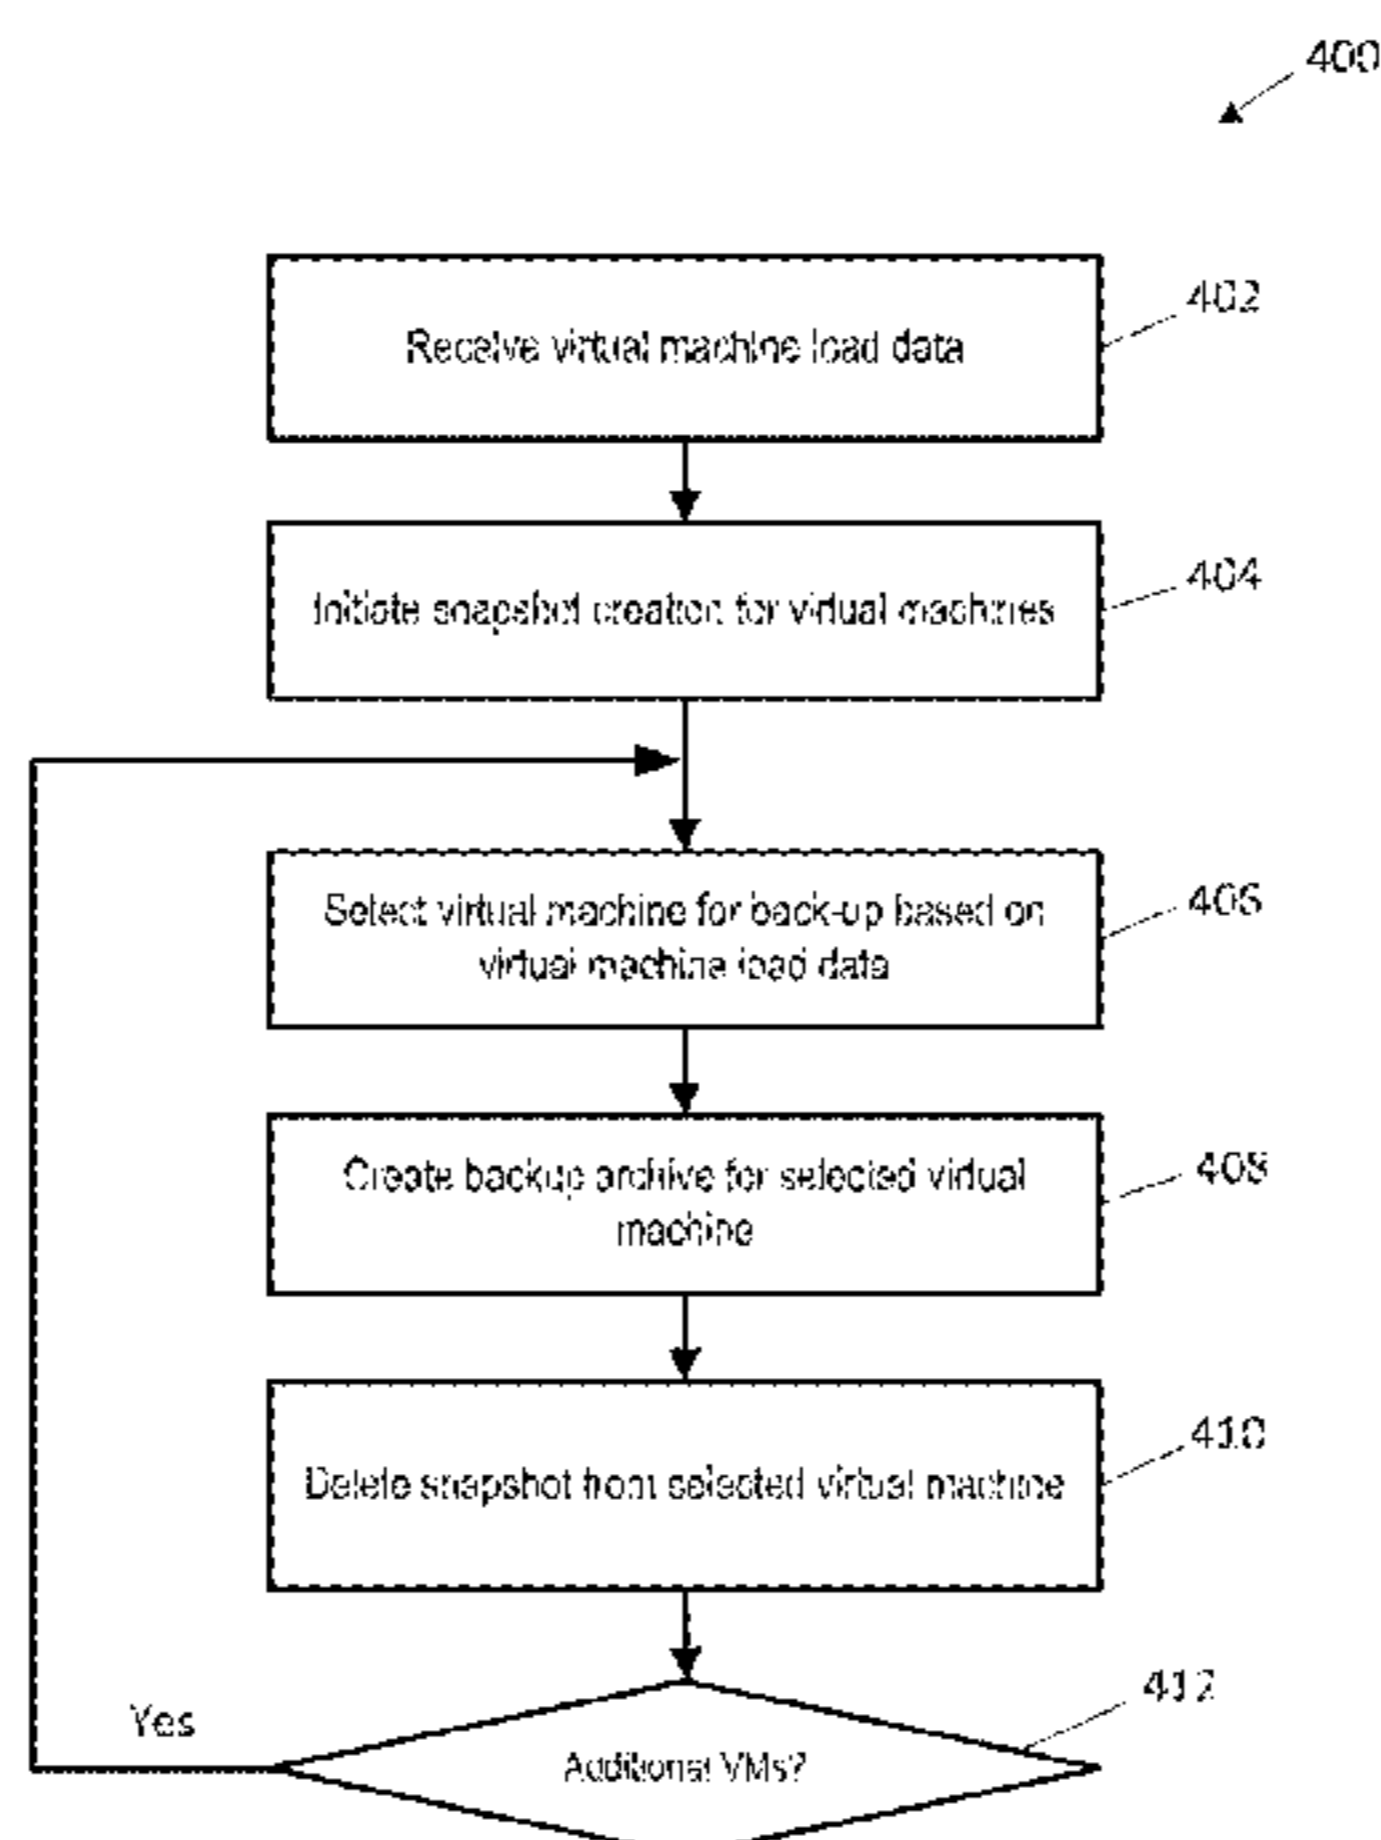 400
402
Receive virtual machine load data
404
Initiate snapshot creation for virtual machines
406
Select virtual machine for back-up based on
virtual machine load data
408
Create backup archive for selected virtual
machine
410
Delete snapshot from selected virtual machine
412
Yes
Additional VMs?